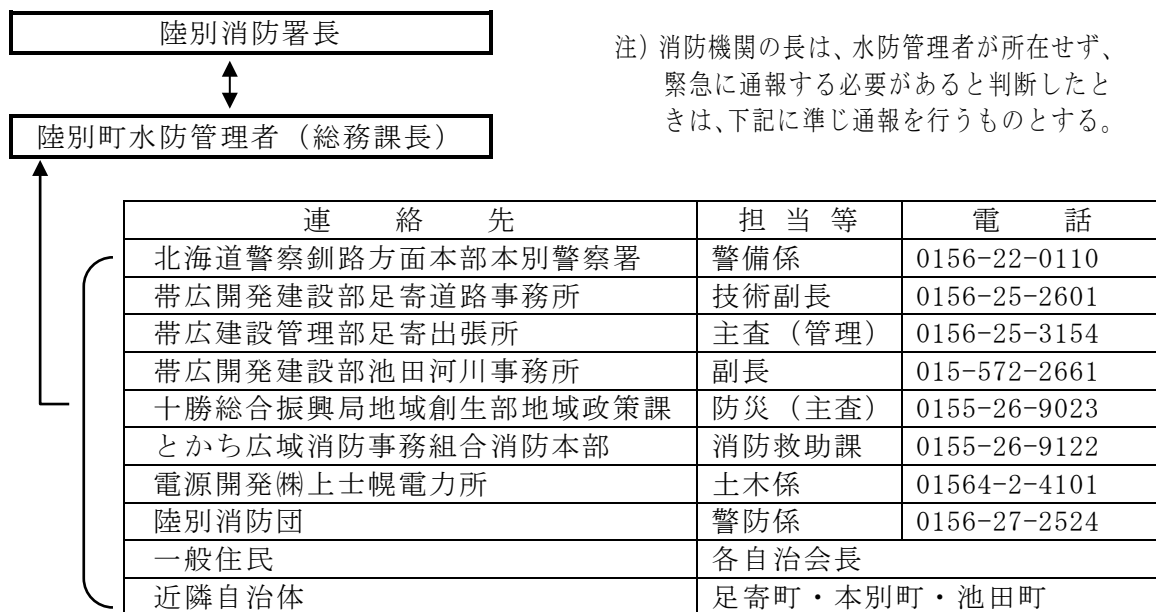 陸別消防署長
注) 消防機関の長は、水防管理者が所在せず、
緊急に通報する必要があると判断したと
きは、下記に準じ通報を行うものとする。
陸別町水防管理者（総務課長）
連絡先 担当等 電話
北海道警察釧路方面本部本別警察署 警備係 0156-22-0110
帯広開発建設部足寄道路事務所 技術副長 0156-25-2601
帯広建設管理部足寄出張所 主査（管理） 0156-25-3154
帯広開発建設部池田河川事務所 副長 015-572-2661
十勝総合振興局地域創生部地域政策課 防災（主査） 0155-26-9023
とかち広域消防事務組合消防本部 消防救助課 0155-26-9122
電源開発㈱上士幌電力所 土木係 01564-2-4101
陸別消防団 警防係 0156-27-2524
一般住民 各自治会長
近隣自治体 足寄町・本別町・池田町